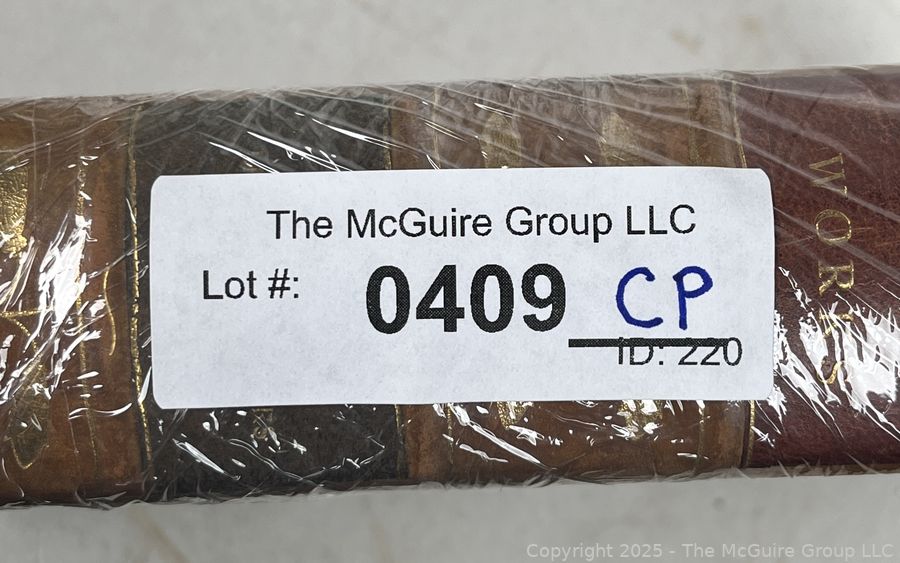 The McGuire Group LLC
Lot #: 0409 CP
ID: 220
WORKS
Copyright 2025 - The McGuire Group LLC